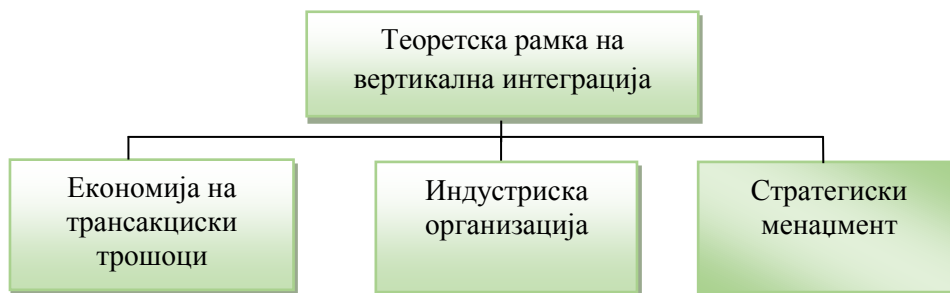 Теоретска рамка на
вертикална интеграција
Економија на
трансакциски
трошоци
Индустриска
организација
Стратегиски
менаџмент